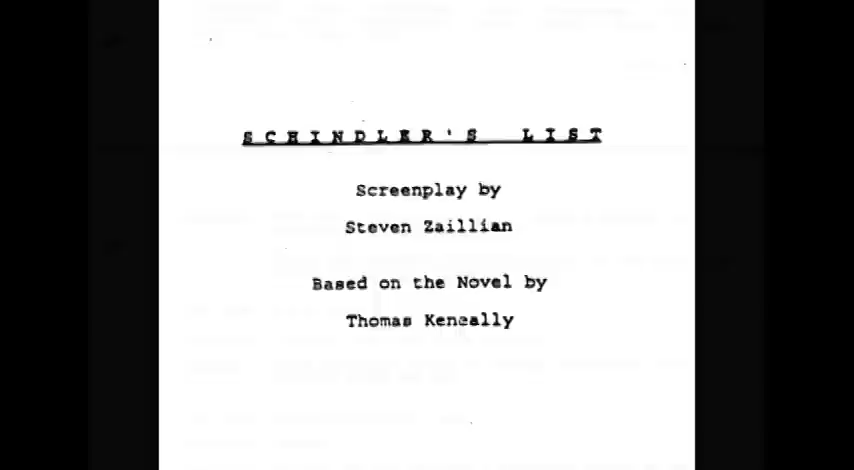 SCHINDLER'S LIST
Screenplay by
Steven Zaillian
Based on the Novel by
Thomas Keneally